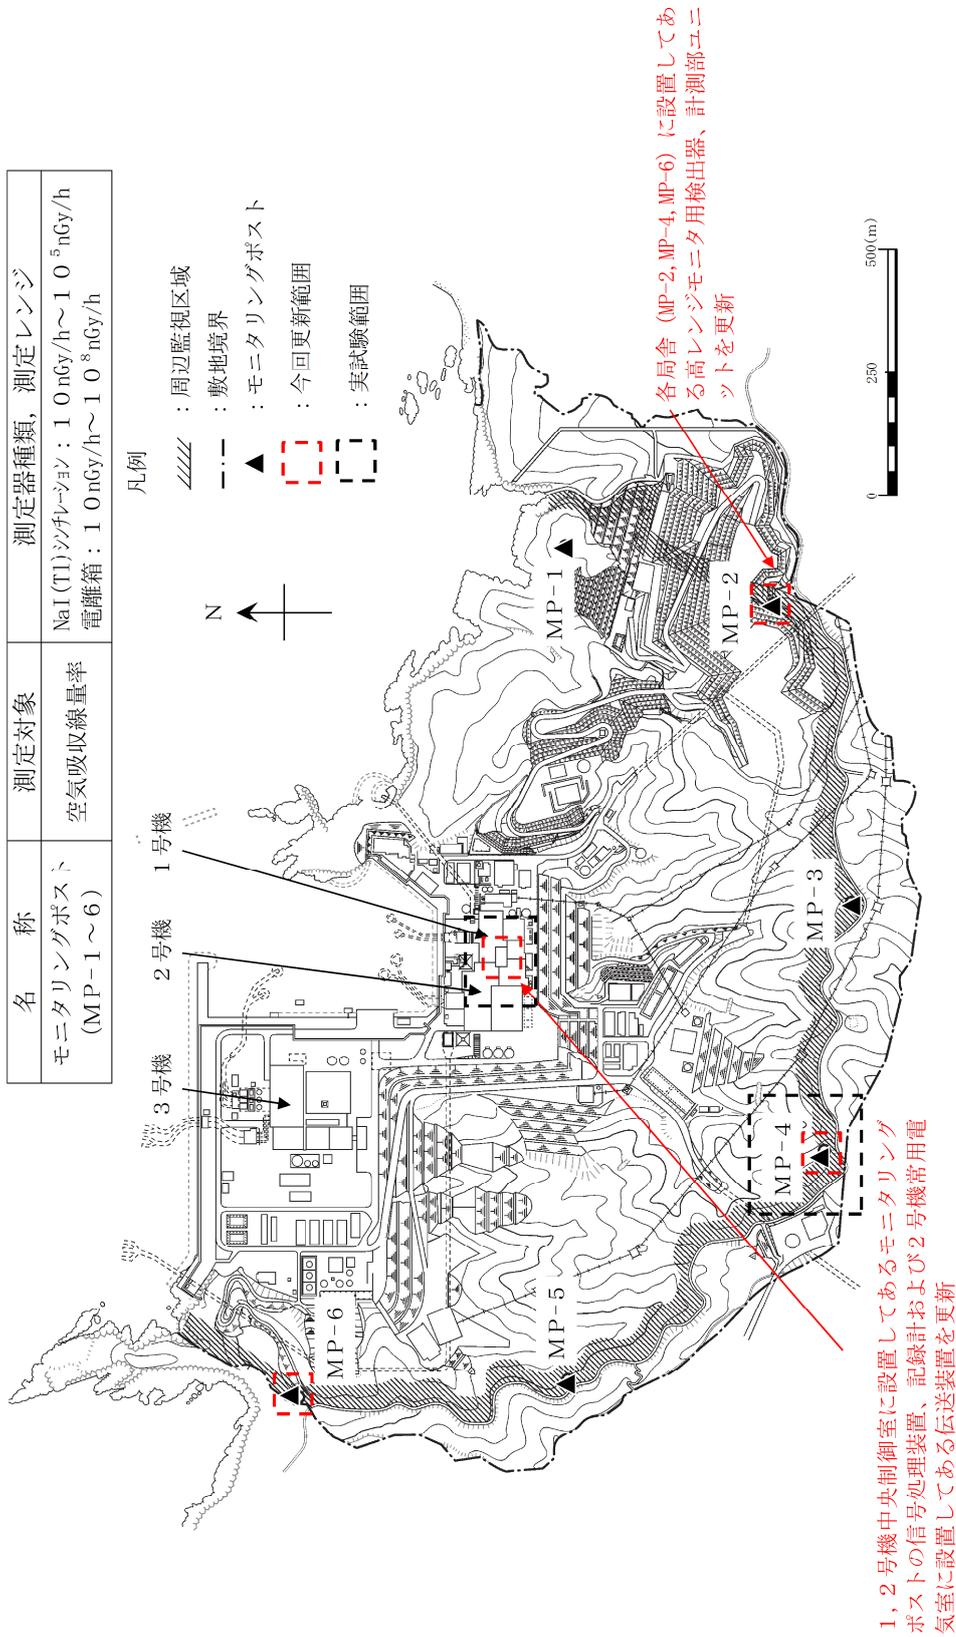 名　称
測定対象
測定器種類，測定レンジ
モニタリングポスト
(ＭＰ-１～６)
空気吸収線量率
NaI(Tl)ｼﾝﾁﾚｰｼｮﾝ：１０nGy/h～１０⁵nGy/h
電離箱：１０nGy/h～１０⁸nGy/h
凡例
：周辺監視区域
：敷地境界
：モニタリングポスト
：今回更新範囲
：実試験範囲
N
３号機
２号機
１号機
MP-6
MP-5
MP-4
MP-3
MP-2
MP-1
各局舎（MP-2,MP-4,MP-6）に設置してあ
る高レンジモニタ用検出器、計測部ユニ
ットを更新
0
250
500(m)
1,２号機中央制御室に設置してあるモニタリング
ポストの信号処理装置、記録計および２号機常用電
気室に設置してある伝送装置を更新